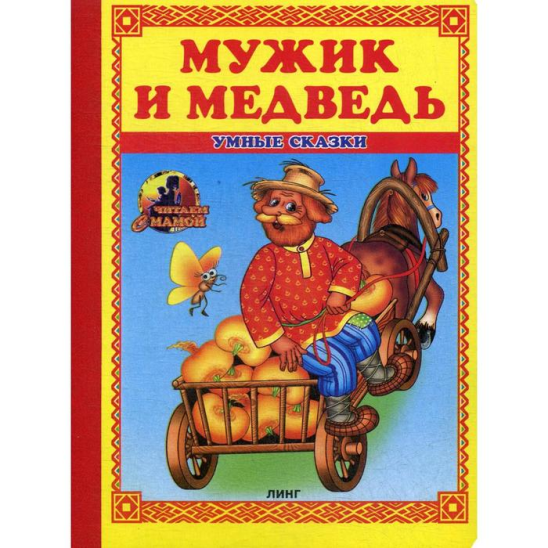 МУЖИК
И МЕДВЕДЬ
УМНЫЕ СКАЗКИ
ЧИТАЕМ
С МАМОЙ
ЛИНГ